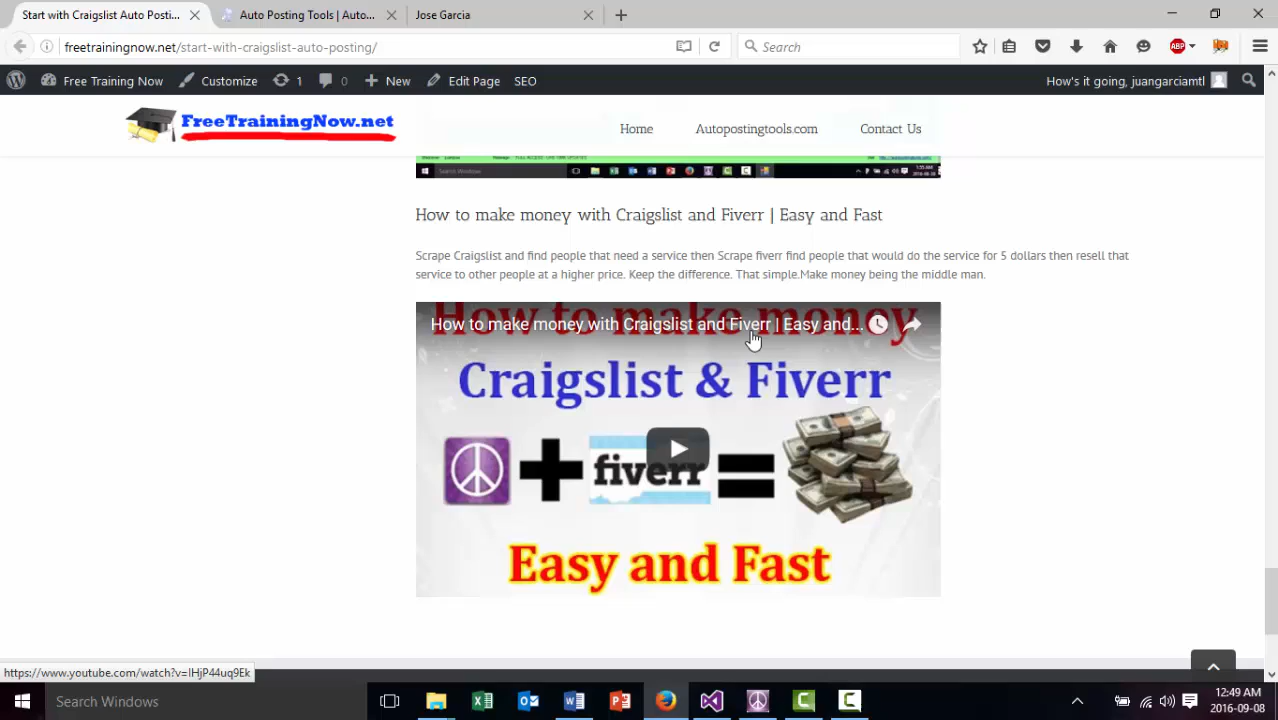 Start with Craigslist Auto Posti... Auto Posting Tools | Auto... Jose Garcia
freetrainingnow.net/start-with-craigslist-auto-posting/ Search ABP
Free Training Now Customize 1 0 New Edit Page SEO How's it going, juangarciamtl
FreeTrainingNow.net Home Autopostingtools.com Contact Us
Search Windows
How to make money with Craigslist and Fiverr | Easy and Fast
Scrape Craigslist and find people that need a service then Scrape fiverr find people that would do the service for 5 dollars then resell that
service to other people at a higher price. Keep the difference. That simple.Make money being the middle man.
How to make money
How to make money with Craigslist and Fiverr | Easy and...
Craigslist & Fiverr
fiverr
Easy and Fast
https://www.youtube.com/watch?v=IHjP44uq9Ek
Search Windows 12:49 AM
2016-09-08